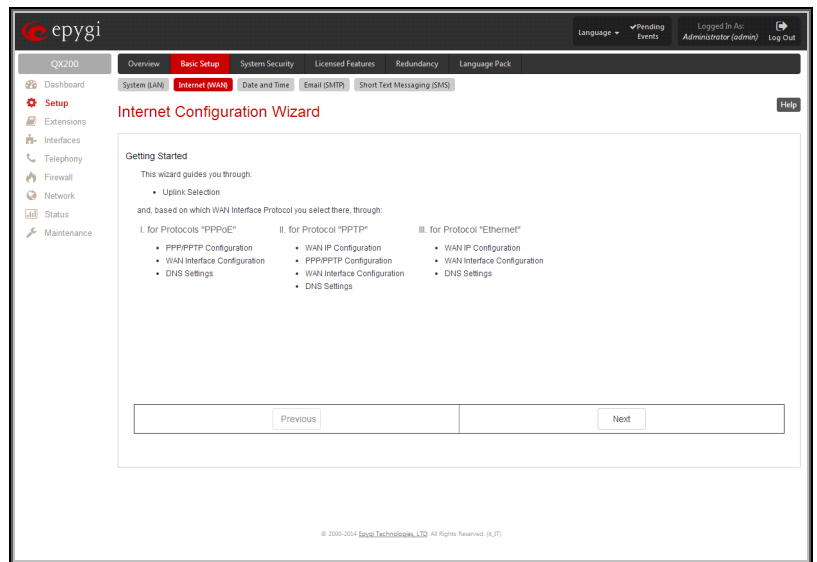 epygi
Language
Pending Events
Logged In As:
Administrator (admin)
Log Out
QX200
Dashboard
Setup
Extensions
Interfaces
Telephony
Firewall
Network
Status
Maintenance
Overview
Basic Setup
System Security
Licensed Features
Redundancy
Language Pack
System (LAN)
Internet (WAN)
Date and Time
Email (SMTP)
Short Text Messaging (SMS)
Internet Configuration Wizard
Help
Getting Started
This wizard guides you through:
• Uplink Selection
and, based on which WAN Interface Protocol you select there, through:
I. for Protocols "PPPoE"
• PPP/PPTP Configuration
• WAN Interface Configuration
• DNS Settings
II. for Protocol "PPTP"
• WAN IP Configuration
• PPP/PPTP Configuration
• WAN Interface Configuration
• DNS Settings
III. for Protocol "Ethernet"
• WAN IP Configuration
• WAN Interface Configuration
• DNS Settings
Previous
Next
© 2000-2014 Epygi Technologies, LTD. All Rights Reserved. (it_IT)